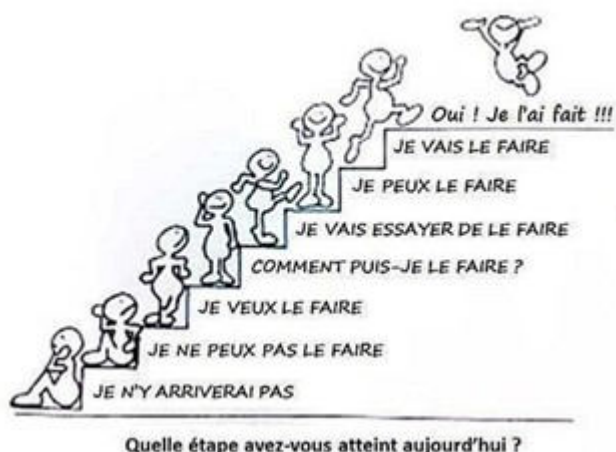 Oui ! Je l'ai fait !!!
JE VAIS LE FAIRE
JE PEUX LE FAIRE
JE VAIS ESSAYER DE LE FAIRE
COMMENT PUIS-JE LE FAIRE ?
JE VEUX LE FAIRE
JE NE PEUX PAS LE FAIRE
JE N'Y ARRIVERAI PAS
Quelle étape avez-vous atteint aujourd'hui ?